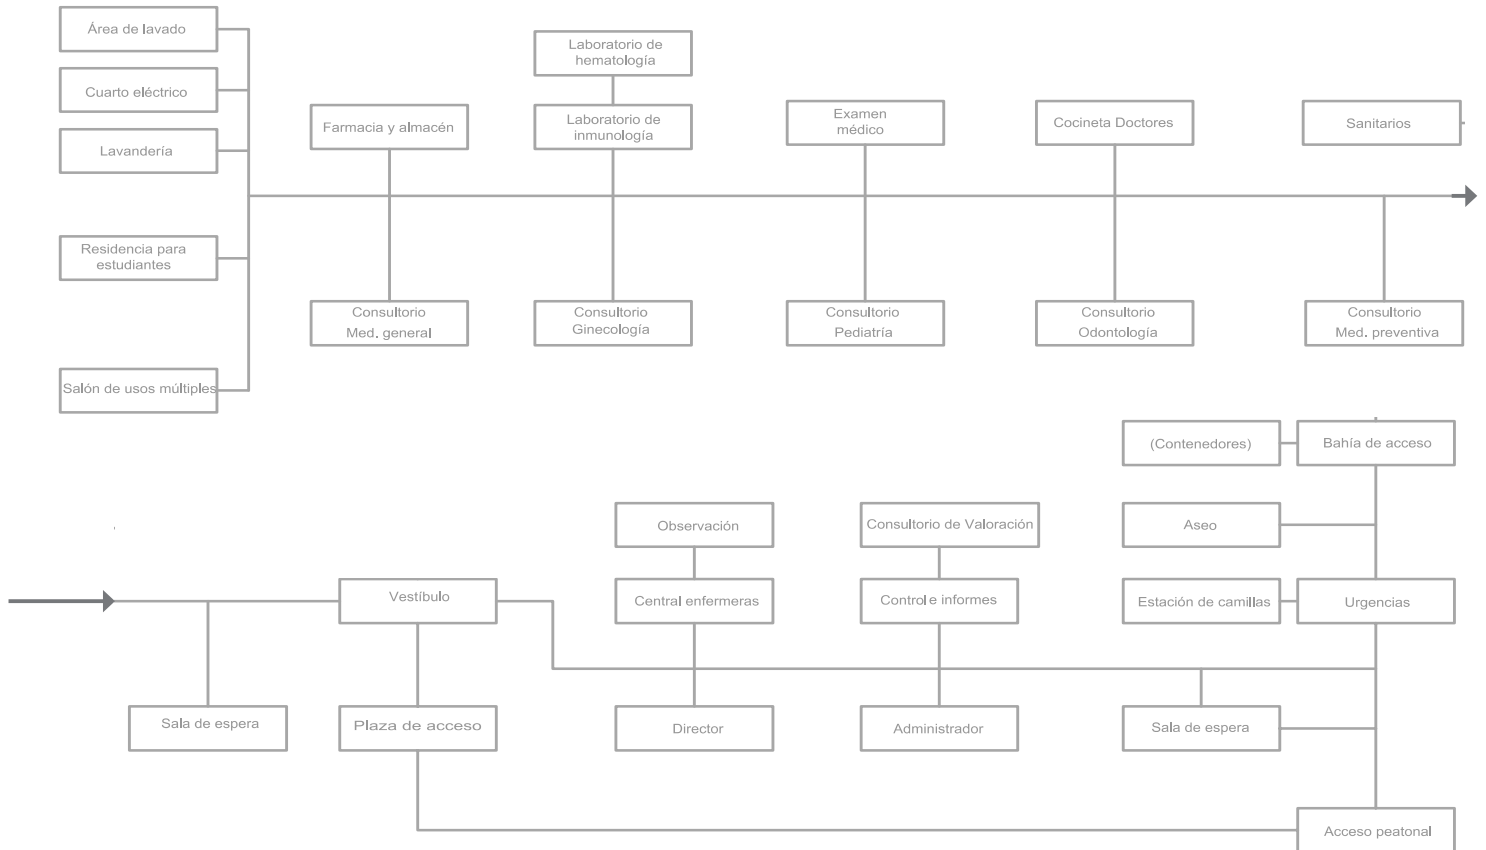 Área de lavado
Cuarto eléctrico
Lavandería
Residencia para
estudiantes
Salón de usos múltiples
Farmacia y almacén
Laboratorio de
hematología
Laboratorio de
inmunología
Examen
médico
Cocineta Doctores
Sanitarios
Consultorio
Med. general
Consultorio
Ginecología
Consultorio
Pediatría
Consultorio
Odontología
Consultorio
Med. preventiva
(Contenedores)
Bahía de acceso
Observación
Consultorio de Valoración
Aseo
Vestíbulo
Central enfermeras
Control e informes
Estación de camillas
Urgencias
Sala de espera
Plaza de acceso
Director
Administrador
Sala de espera
Acceso peatonal